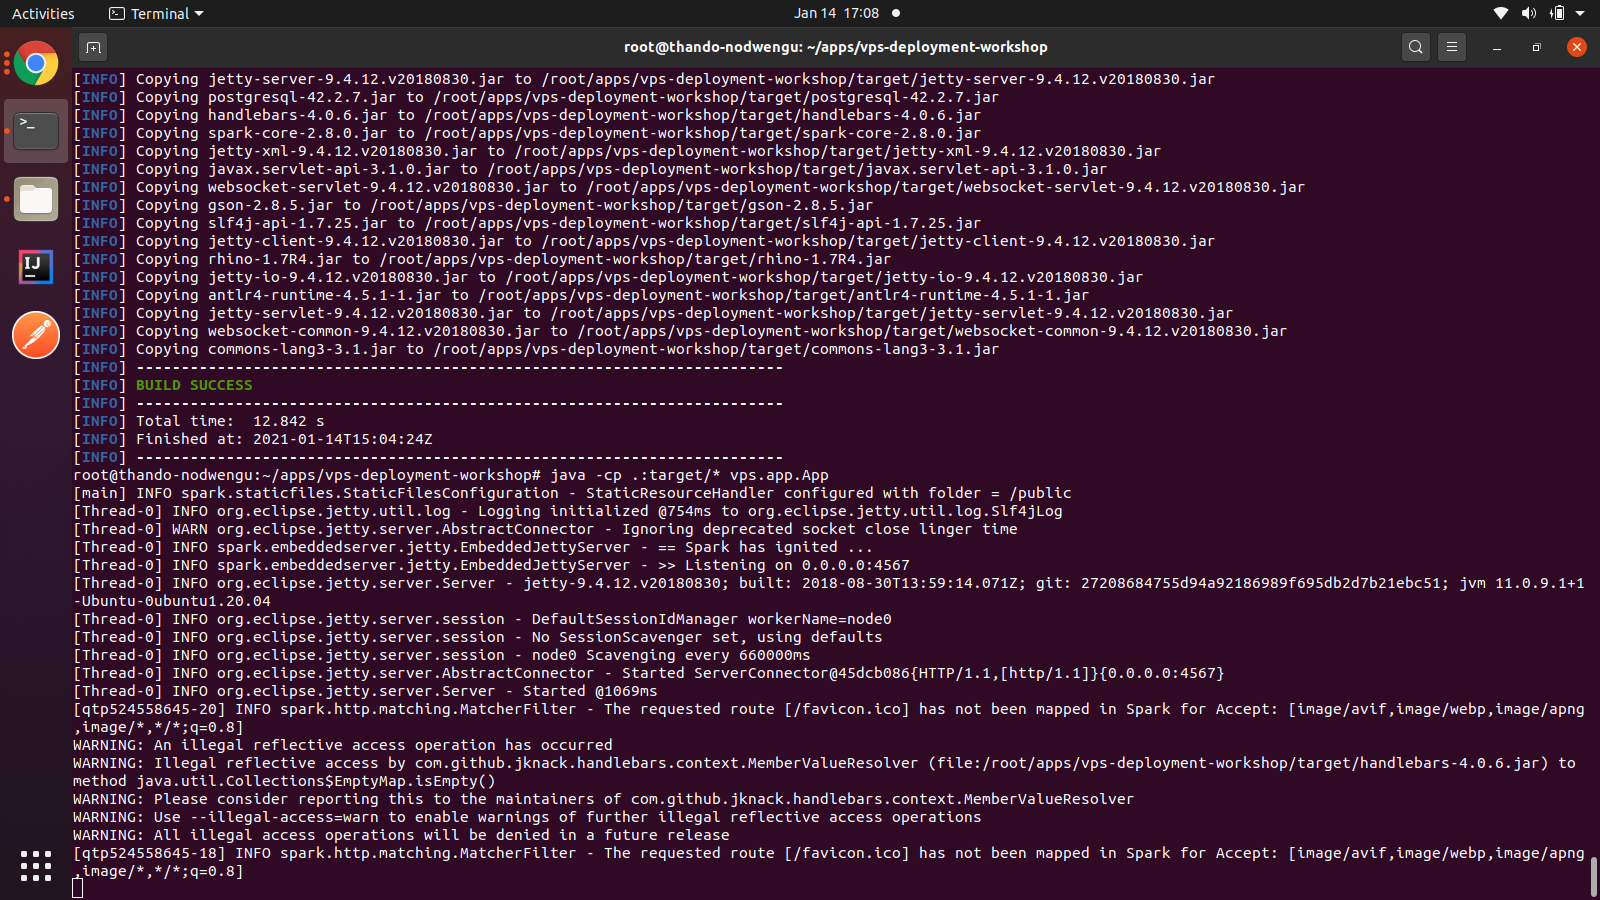 Activities
Terminal
Jan 14 17:08
root@thando-nodwengu: ~/apps/vps-deployment-workshop
[INFO] Copying jetty-server-9.4.12.v20180830.jar to /root/apps/vps-deployment-workshop/target/jetty-server-9.4.12.v20180830.jar
[INFO] Copying postgresql-42.2.7.jar to /root/apps/vps-deployment-workshop/target/postgresql-42.2.7.jar
[INFO] Copying handlebars-4.0.6.jar to /root/apps/vps-deployment-workshop/target/handlebars-4.0.6.jar
[INFO] Copying spark-core-2.8.0.jar to /root/apps/vps-deployment-workshop/target/spark-core-2.8.0.jar
[INFO] Copying jetty-xml-9.4.12.v20180830.jar to /root/apps/vps-deployment-workshop/target/jetty-xml-9.4.12.v20180830.jar
[INFO] Copying javax.servlet-api-3.1.0.jar to /root/apps/vps-deployment-workshop/target/javax.servlet-api-3.1.0.jar
[INFO] Copying websocket-servlet-9.4.12.v20180830.jar to /root/apps/vps-deployment-workshop/target/websocket-servlet-9.4.12.v20180830.jar
[INFO] Copying gson-2.8.5.jar to /root/apps/vps-deployment-workshop/target/gson-2.8.5.jar
[INFO] Copying slf4j-api-1.7.25.jar to /root/apps/vps-deployment-workshop/target/slf4j-api-1.7.25.jar
[INFO] Copying jetty-client-9.4.12.v20180830.jar to /root/apps/vps-deployment-workshop/target/jetty-client-9.4.12.v20180830.jar
[INFO] Copying rhino-1.7R4.jar to /root/apps/vps-deployment-workshop/target/rhino-1.7R4.jar
[INFO] Copying jetty-io-9.4.12.v20180830.jar to /root/apps/vps-deployment-workshop/target/jetty-io-9.4.12.v20180830.jar
[INFO] Copying antlr4-runtime-4.5.1-1.jar to /root/apps/vps-deployment-workshop/target/antlr4-runtime-4.5.1-1.jar
[INFO] Copying jetty-servlet-9.4.12.v20180830.jar to /root/apps/vps-deployment-workshop/target/jetty-servlet-9.4.12.v20180830.jar
[INFO] Copying websocket-common-9.4.12.v20180830.jar to /root/apps/vps-deployment-workshop/target/websocket-common-9.4.12.v20180830.jar
[INFO] Copying commons-lang3-3.1.jar to /root/apps/vps-deployment-workshop/target/commons-lang3-3.1.jar
[INFO] ------------------------------------------------------------------------
[INFO] BUILD SUCCESS
[INFO] ------------------------------------------------------------------------
[INFO] Total time:  12.842 s
[INFO] Finished at: 2021-01-14T15:04:24Z
[INFO] ------------------------------------------------------------------------
root@thando-nodwengu:~/apps/vps-deployment-workshop# java -cp .:target/* vps.app.App
[main] INFO spark.staticfiles.StaticFilesConfiguration - StaticResourceHandler configured with folder = /public
[Thread-0] INFO org.eclipse.jetty.util.log - Logging initialized @754ms to org.eclipse.jetty.util.log.Slf4jLog
[Thread-0] WARN org.eclipse.jetty.server.AbstractConnector - Ignoring deprecated socket close linger time
[Thread-0] INFO spark.embeddedserver.jetty.EmbeddedJettyServer - == Spark has ignited ...
[Thread-0] INFO spark.embeddedserver.jetty.EmbeddedJettyServer - >> Listening on 0.0.0.0:4567
[Thread-0] INFO org.eclipse.jetty.server.Server - jetty-9.4.12.v20180830; built: 2018-08-30T13:59:14.071Z; git: 27208684755d94a92186989f695db2d7b21ebc51; jvm 11.0.9.1+1
-Ubuntu-0ubuntu1.20.04
[Thread-0] INFO org.eclipse.jetty.server.session - DefaultSessionIdManager workerName=node0
[Thread-0] INFO org.eclipse.jetty.server.session - No SessionScavenger set, using defaults
[Thread-0] INFO org.eclipse.jetty.server.session - node0 Scavenging every 660000ms
[Thread-0] INFO org.eclipse.jetty.server.AbstractConnector - Started ServerConnector@45dcb086{HTTP/1.1,[http/1.1]}{0.0.0.0:4567}
[Thread-0] INFO org.eclipse.jetty.server.Server - Started @1069ms
[qtp524558645-20] INFO spark.http.matching.MatcherFilter - The requested route [/favicon.ico] has not been mapped in Spark for Accept: [image/avif,image/webp,image/apng
,image/*,*/*;q=0.8]
WARNING: An illegal reflective access operation has occurred
WARNING: Illegal reflective access by com.github.jknack.handlebars.context.MemberValueResolver (file:/root/apps/vps-deployment-workshop/target/handlebars-4.0.6.jar) to
method java.util.Collections$EmptyMap.isEmpty()
WARNING: Please consider reporting this to the maintainers of com.github.jknack.handlebars.context.MemberValueResolver
WARNING: Use --illegal-access=warn to enable warnings of further illegal reflective access operations
WARNING: All illegal access operations will be denied in a future release
[qtp524558645-18] INFO spark.http.matching.MatcherFilter - The requested route [/favicon.ico] has not been mapped in Spark for Accept: [image/avif,image/webp,image/apng
,image/*,*/*;q=0.8]
IJ